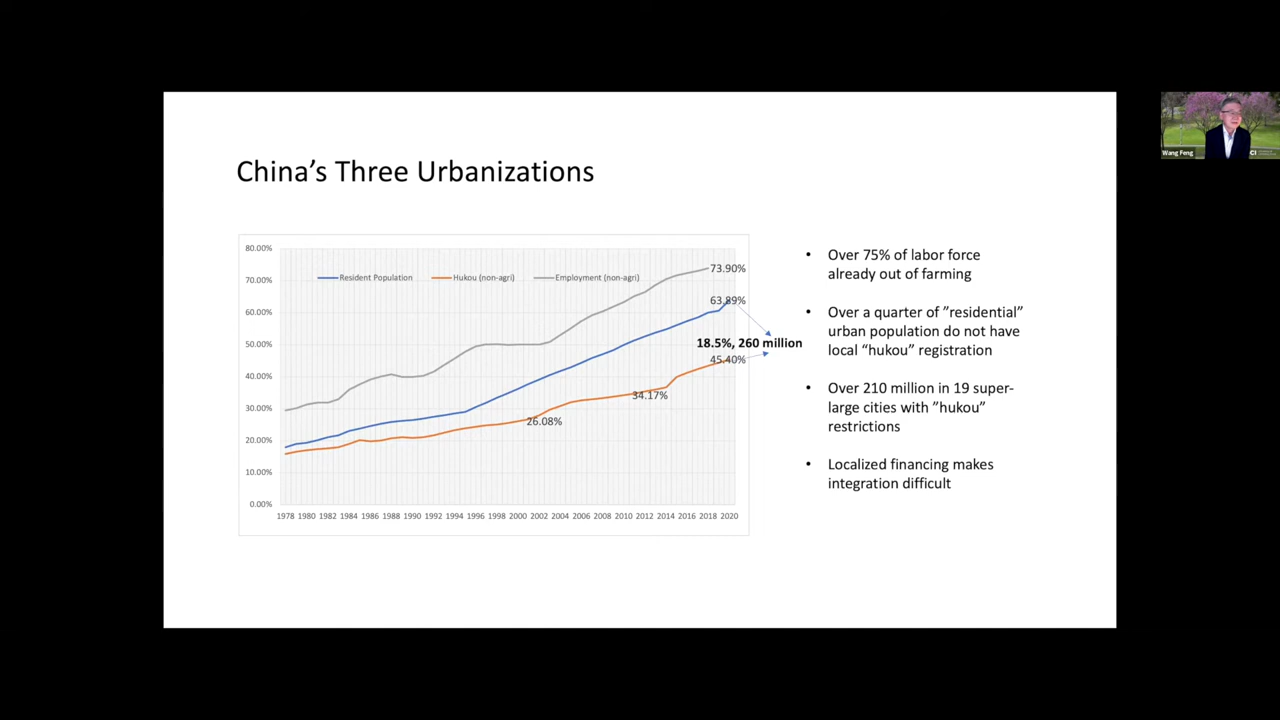 China's Three Urbanizations
80.00%
70.00%
60.00%
50.00%
40.00%
30.00%
20.00%
10.00%
0.00%
Resident Population
Hukou (non-agri)
Employment (non-agri)
73.90%
63.89%
18.5%, 260 million
45.40%
34.17%
26.08%
1978 1980 1982 1984 1986 1988 1990 1992 1994 1996 1998 2000 2002 2004 2006 2008 2010 2012 2014 2016 2018 2020
• Over 75% of labor force
already out of farming
• Over a quarter of ”residential”
urban population do not have
local “hukou” registration
• Over 210 million in 19 super-
large cities with ”hukou”
restrictions
• Localized financing makes
integration difficult
Wang Feng
CI